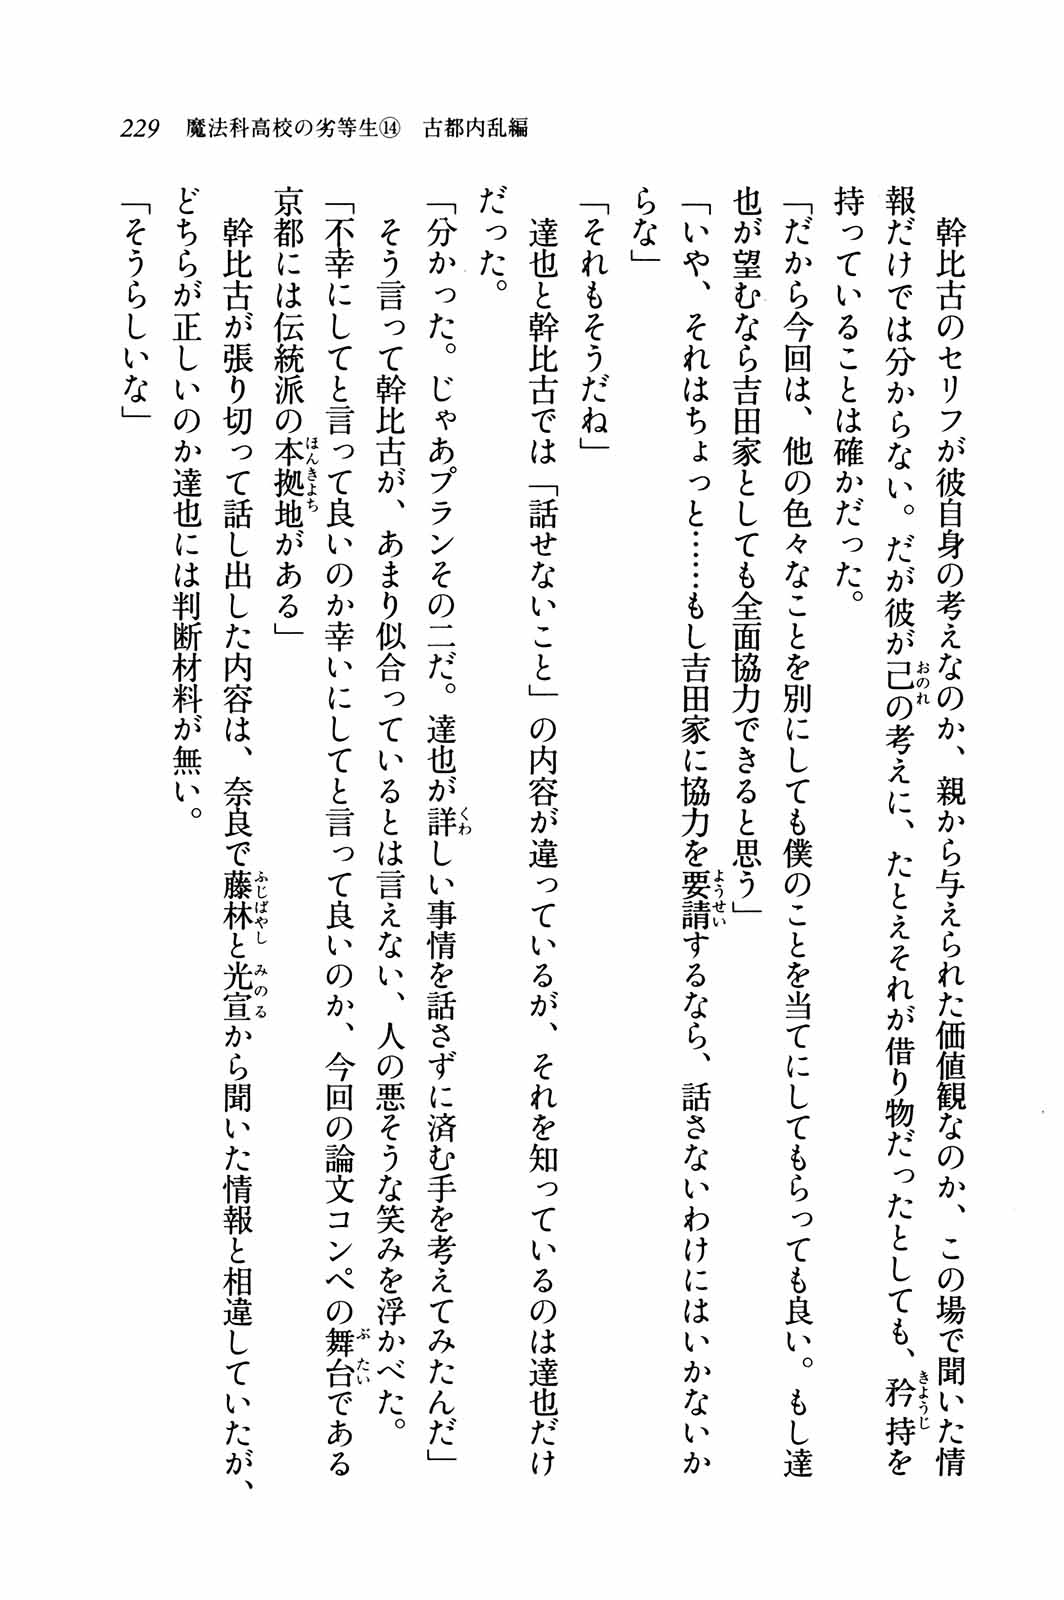 229 魔法科高校の劣等生⑭ 古都内乱編
幹比古のセリフが彼自身の考えなのか、親から与えられた価値観なのか、この場で聞いた情
報だけでは分からない。だが彼が己の考えに、たとえそれが借り物だったとしても、矜持を
持っていることは確かだった。
「だから今回は、他の色々なことを別にしても僕のことを当てにしてもらっても良い。もし達
也が望むなら吉田家としても全面協力できると思う」
「いや、それはちょっと……もし吉田家に協力を要請するなら、話さないわけにはいかないか
らな」
「それもそうだね」
達也と幹比古では「話せないこと」の内容が違っているが、それを知っているのは達也だけ
だった。
「分かった。じゃあプランその二だ。達也が詳しい事情を話さずに済む手を考えてみたんだ」
そう言って幹比古が、あまり似合っているとは言えない、人の悪そうな笑みを浮かべた。
「不幸にしてと言って良いのか幸いにしてと言って良いのか、今回の論文コンペの舞台である
京都には伝統派の本拠地がある」
幹比古が張り切って話し出した内容は、奈良で藤林と光宣から聞いた情報と相違していたが、
どちらが正しいのか達也には判断材料が無い。
「そうらしいな」